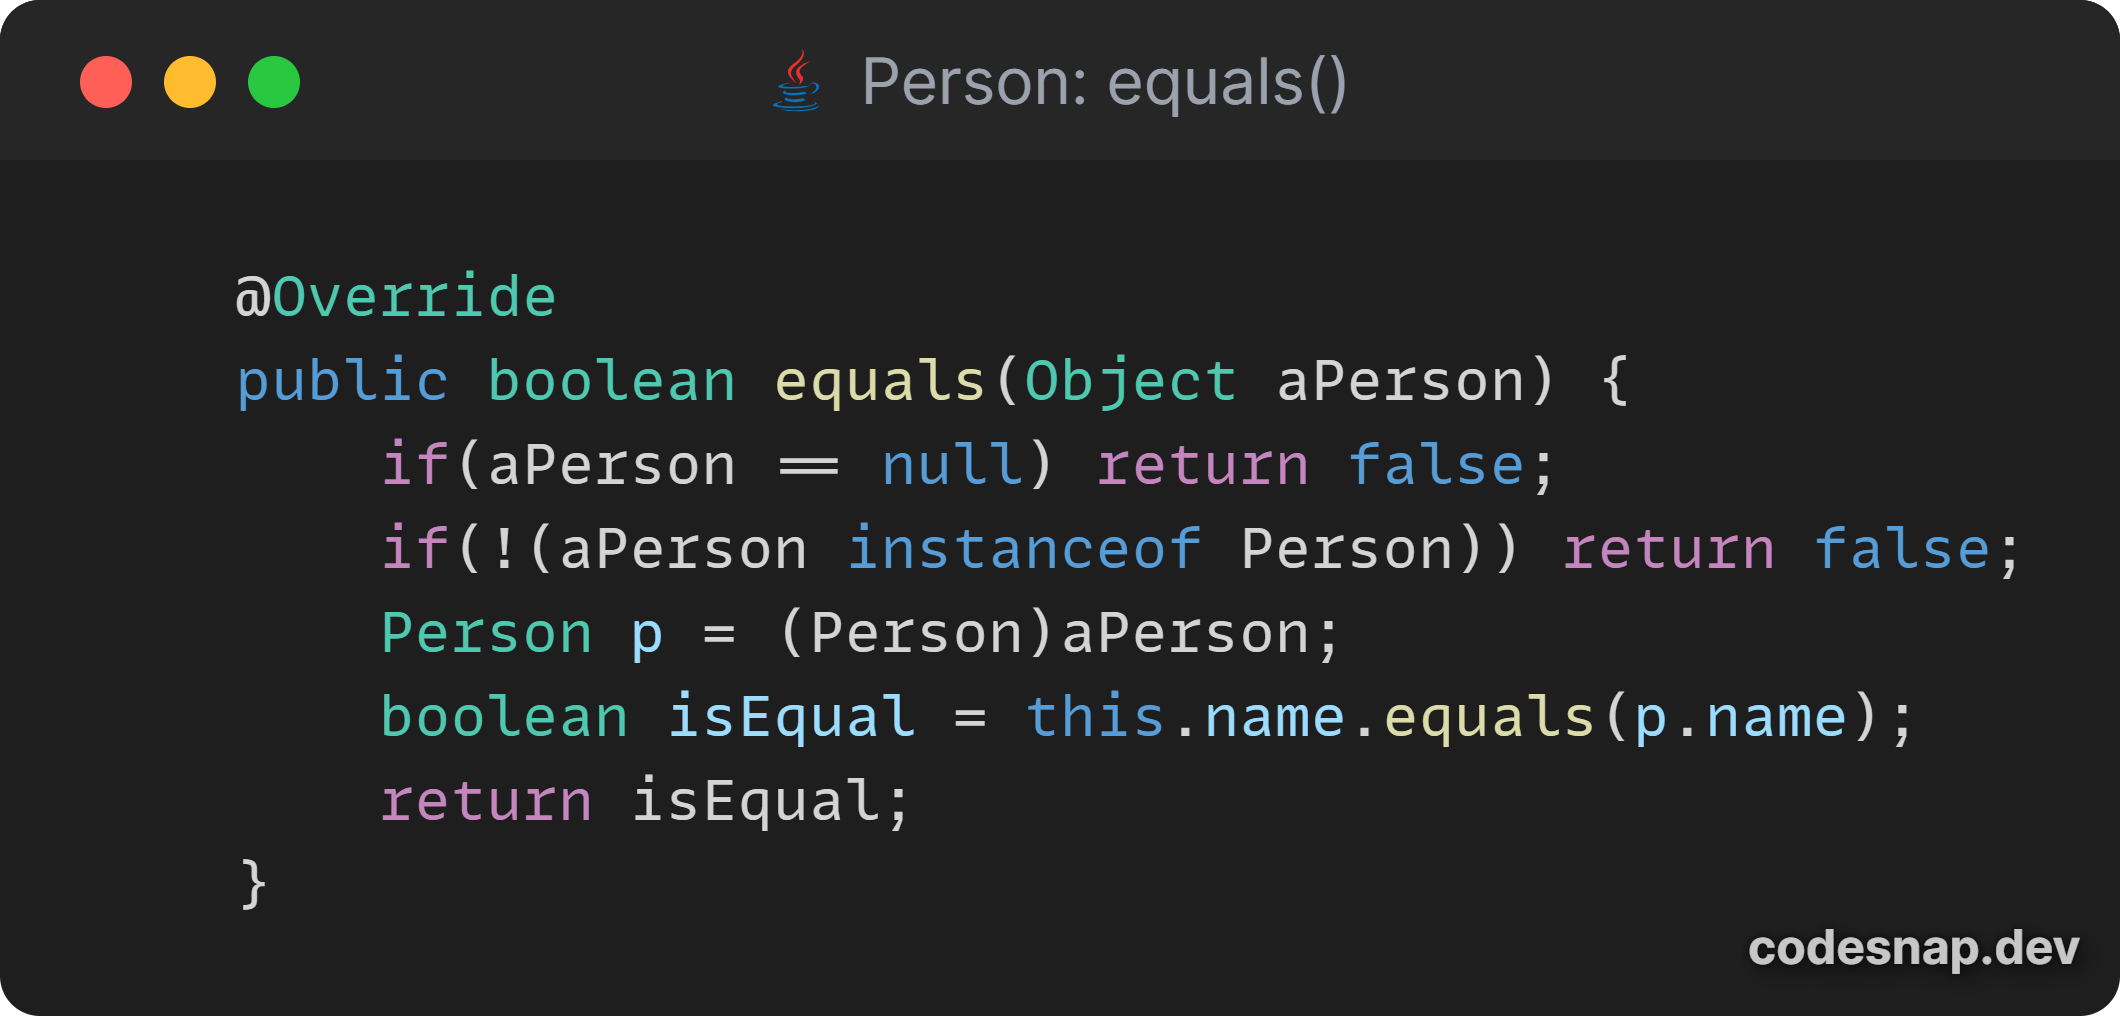 Person: equals()
@Override
public boolean equals(Object aPerson) {
    if(aPerson == null) return false;
    if(!(aPerson instanceof Person)) return false;
    Person p = (Person)aPerson;
    boolean isEqual = this.name.equals(p.name);
    return isEqual;
}
codesnap.dev